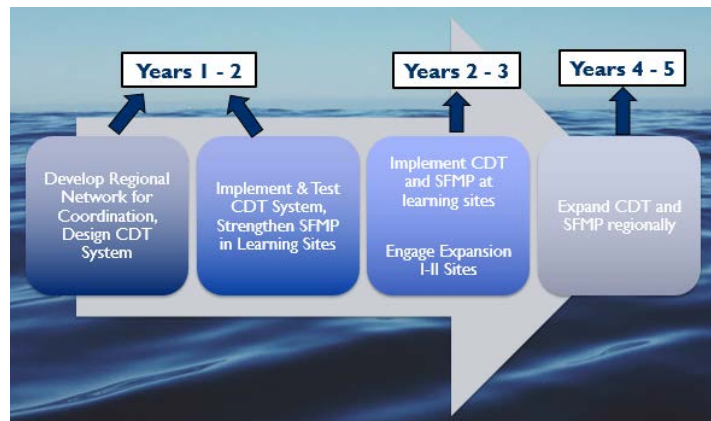 Years 1 - 2
Years 2 - 3
Years 4 - 5
Develop Regional
Network for
Coordination,
Design CDT
System
Implement & Test
CDT System,
Strengthen SFMP
in Learning Sites
Implement CDT
and SFMP at
learning sites
Engage Expansion
I-II Sites
Expand CDT and
SFMP regionally